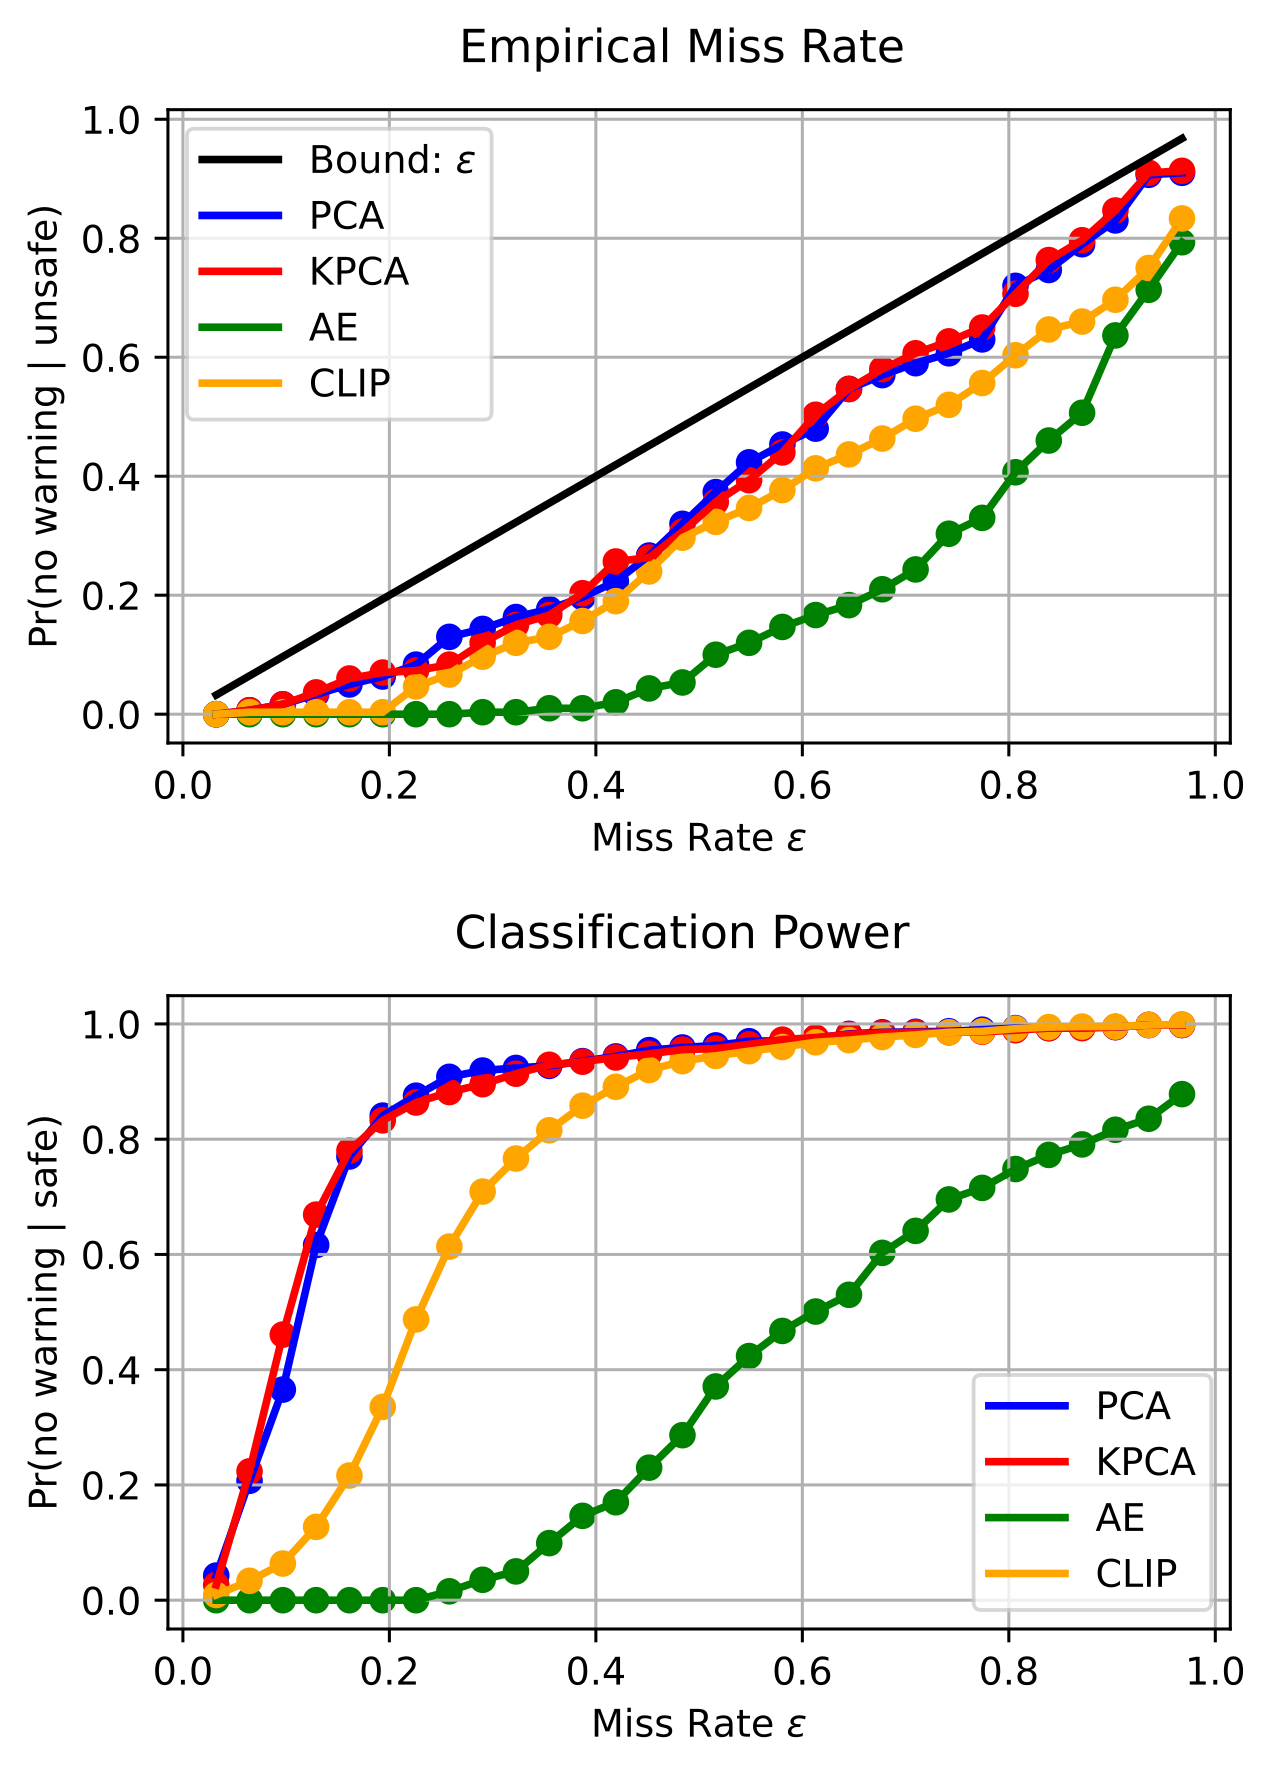 Empirical Miss Rate
Pr(no warning | unsafe)
1.0
0.8
0.6
0.4
0.2
0.0
Bound: ε
PCA
KPCA
AE
CLIP
0.0 0.2 0.4 0.6 0.8 1.0
Miss Rate ε
Classification Power
Pr(no warning | safe)
1.0
0.8
0.6
0.4
0.2
0.0
PCA
KPCA
AE
CLIP
0.0 0.2 0.4 0.6 0.8 1.0
Miss Rate ε